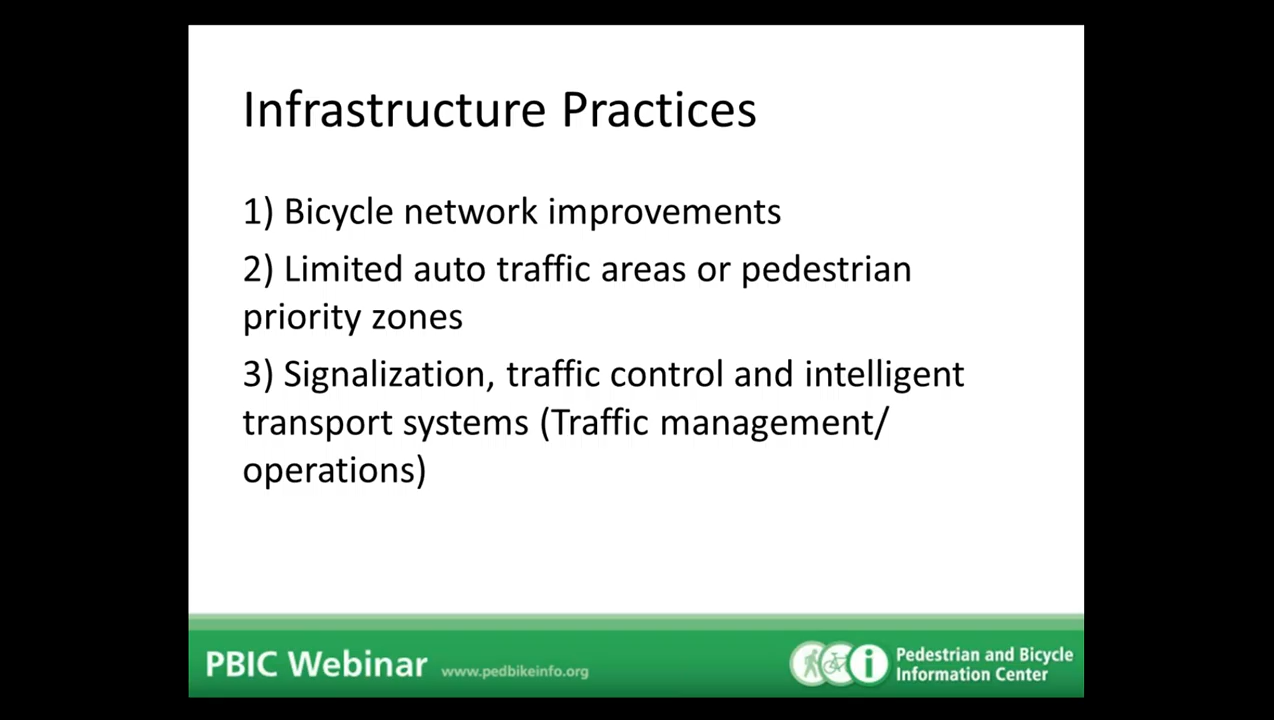 Infrastructure Practices
1) Bicycle network improvements
2) Limited auto traffic areas or pedestrian
priority zones
3) Signalization, traffic control and intelligent
transport systems (Traffic management/
operations)
PBIC Webinar www.pedbikeinfo.org
Pedestrian and Bicycle
Information Center